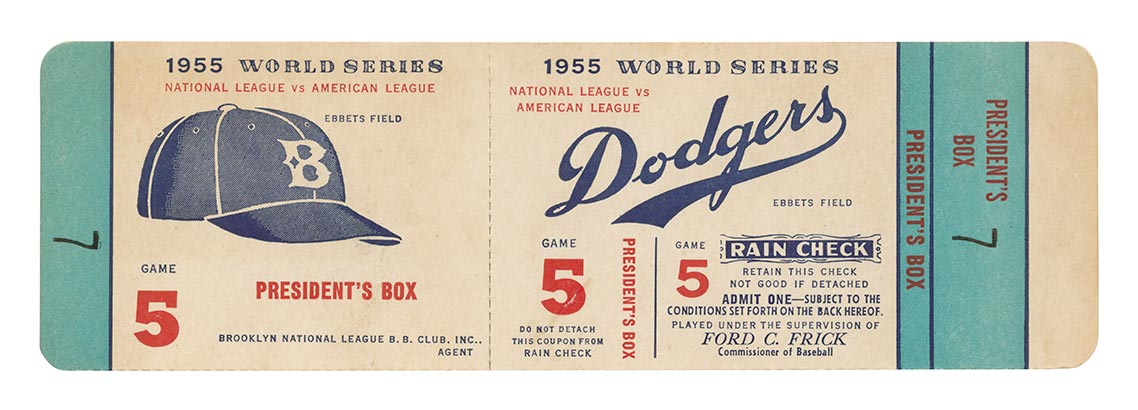 7
1955 WORLD SERIES
NATIONAL LEAGUE vs AMERICAN LEAGUE
EBBETS FIELD
B
GAME
5
PRESIDENT'S BOX
BROOKLYN NATIONAL LEAGUE B. B. CLUB. INC.,
AGENT
1955 WORLD SERIES
NATIONAL LEAGUE vs
AMERICAN LEAGUE
Dodgers
EBBETS FIELD
GAME
5
DO NOT DETACH
THIS COUPON FROM
RAIN CHECK
PRESIDENT'S BOX
GAME
5
RAIN CHECK
RETAIN THIS CHECK
NOT GOOD IF DETACHED
ADMIT ONE—SUBJECT TO THE
CONDITIONS SET FORTH ON THE BACK HEREOF.
PLAYED UNDER THE SUPERVISION OF
FORD C. FRICK
Commissioner of Baseball
PRESIDENT'S BOX
PRESIDENT'S
BOX
7